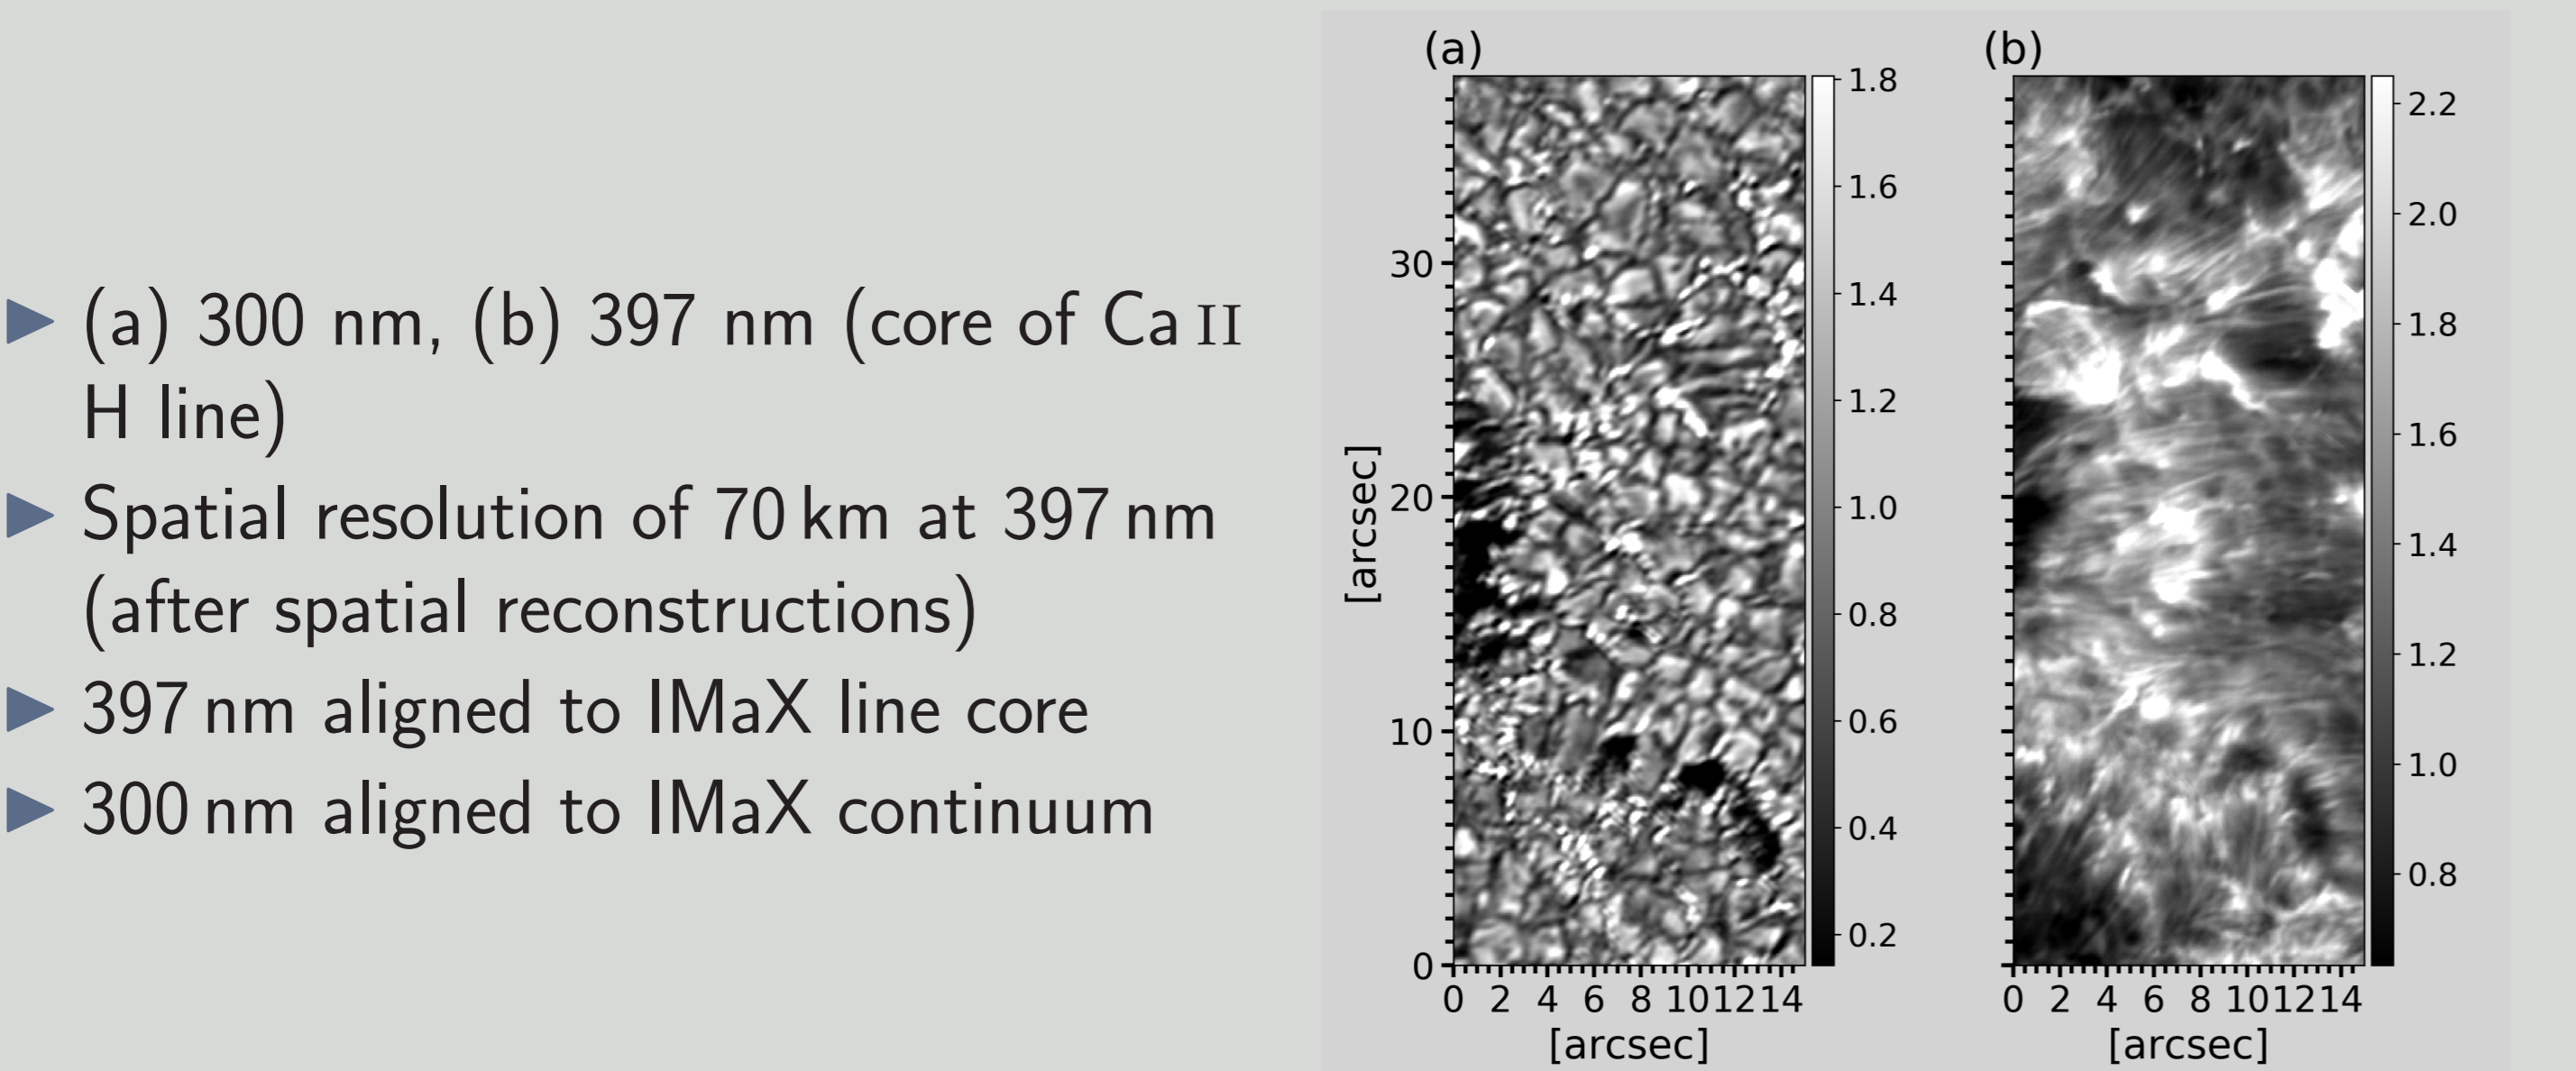 ▶ (a) 300 nm, (b) 397 nm (core of Ca II
H line)
▶ Spatial resolution of 70 km at 397 nm
(after spatial reconstructions)
▶ 397 nm aligned to IMaX line core
▶ 300 nm aligned to IMaX continuum
(a)
30
20
10
0
[arcsec]
0 2 4 6 8 10 12 14
[arcsec]
1.8
1.6
1.4
1.2
1.0
0.8
0.6
0.4
0.2
(b)
0 2 4 6 8 10 12 14
[arcsec]
2.2
2.0
1.8
1.6
1.4
1.2
1.0
0.8